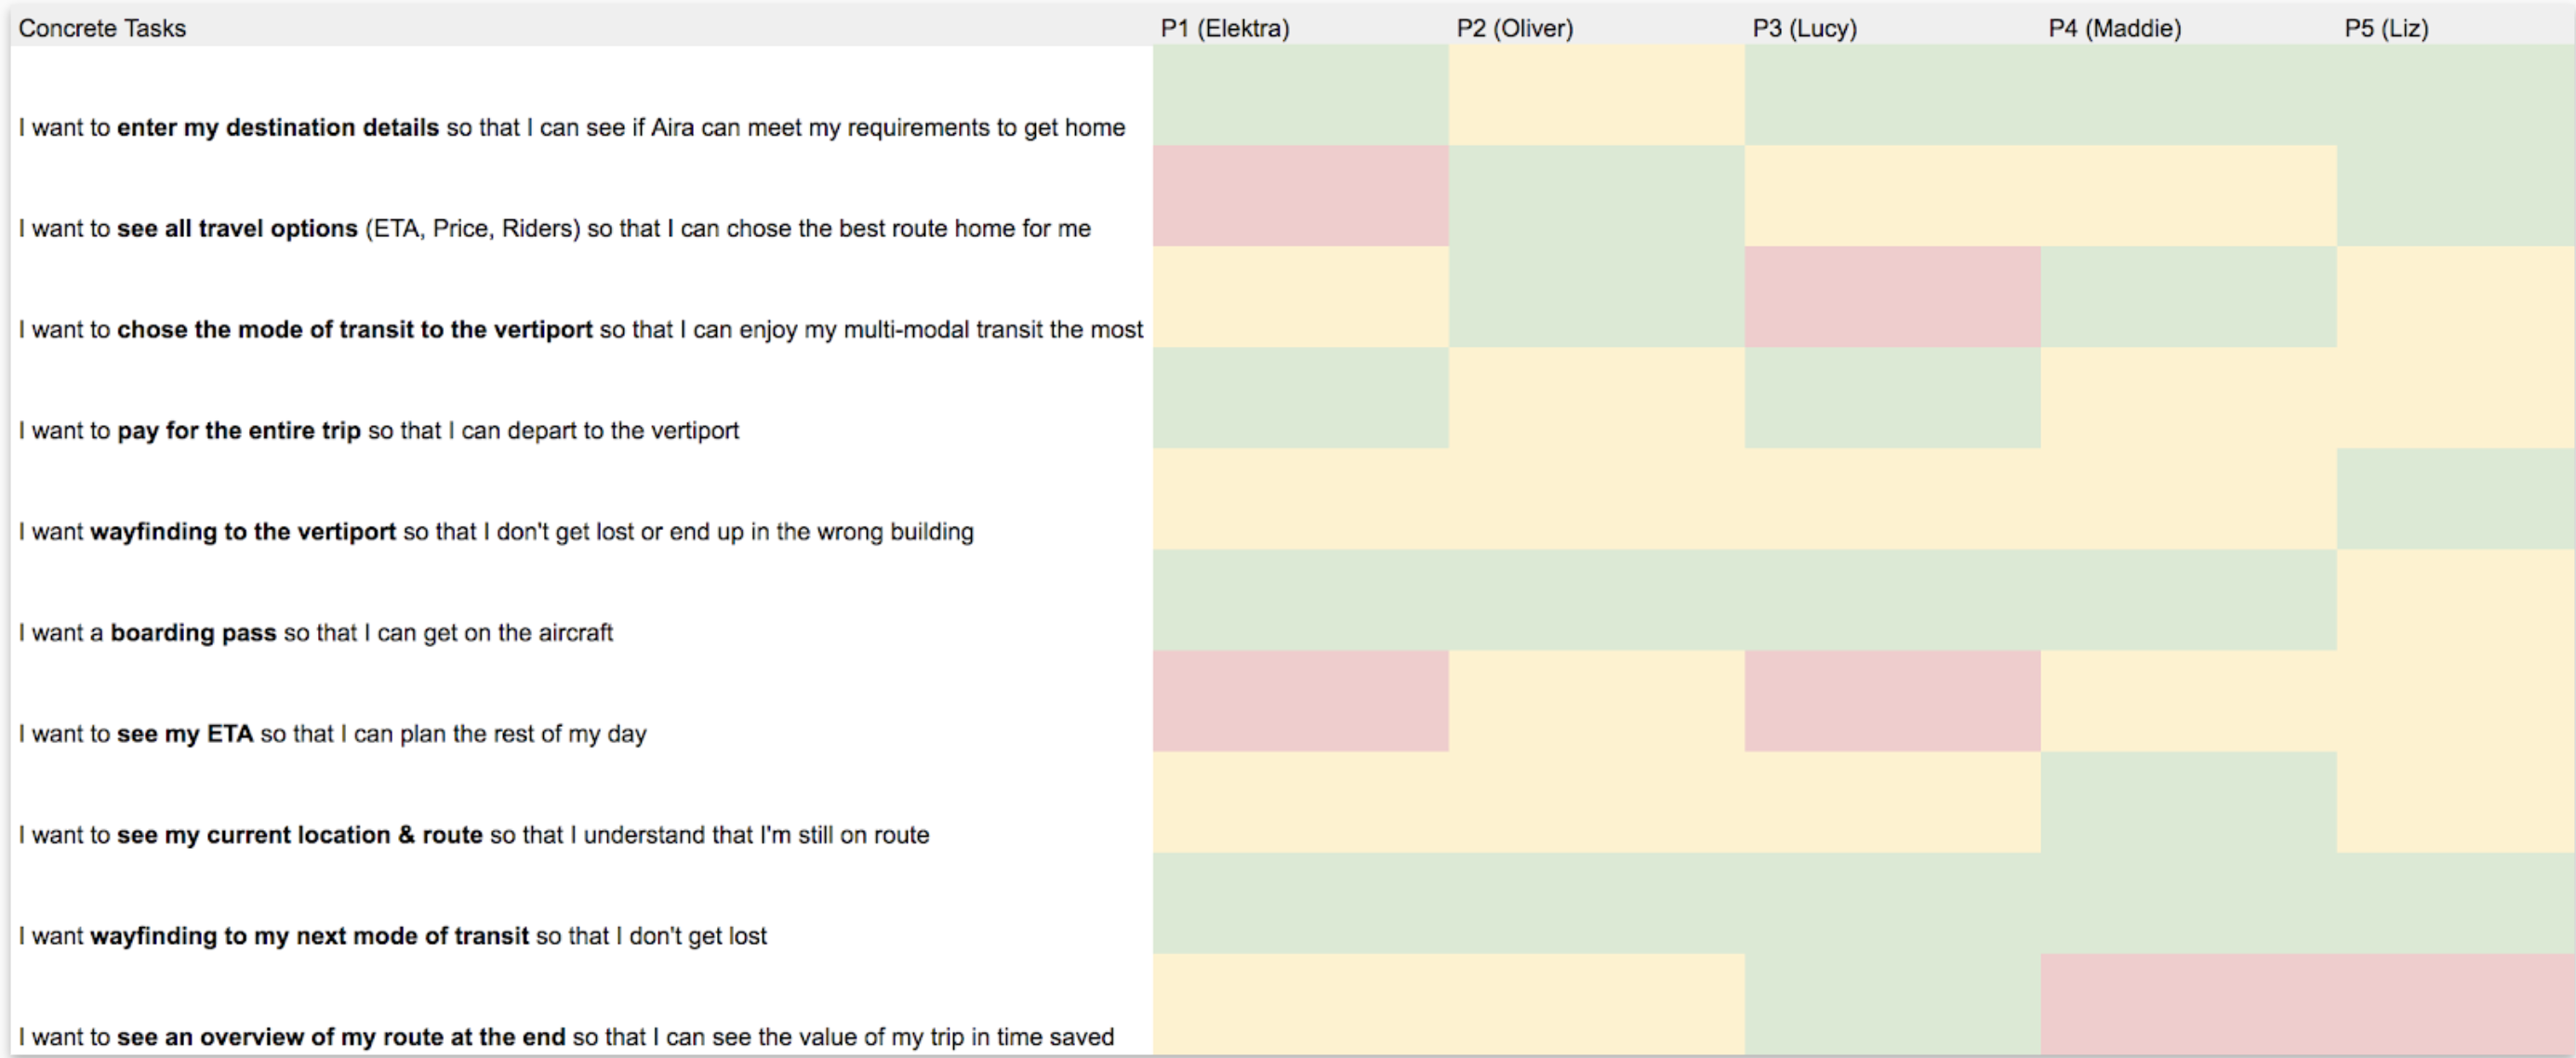 Concrete Tasks P1 (Elektra) P2 (Oliver) P3 (Lucy) P4 (Maddie) P5 (Liz)
I want to enter my destination details so that I can see if Aira can meet my requirements to get home
I want to see all travel options (ETA, Price, Riders) so that I can chose the best route home for me
I want to chose the mode of transit to the vertiport so that I can enjoy my multi-modal transit the most
I want to pay for the entire trip so that I can depart to the vertiport
I want wayfinding to the vertiport so that I don't get lost or end up in the wrong building
I want a boarding pass so that I can get on the aircraft
I want to see my ETA so that I can plan the rest of my day
I want to see my current location & route so that I understand that I'm still on route
I want wayfinding to my next mode of transit so that I don't get lost
I want to see an overview of my route at the end so that I can see the value of my trip in time saved